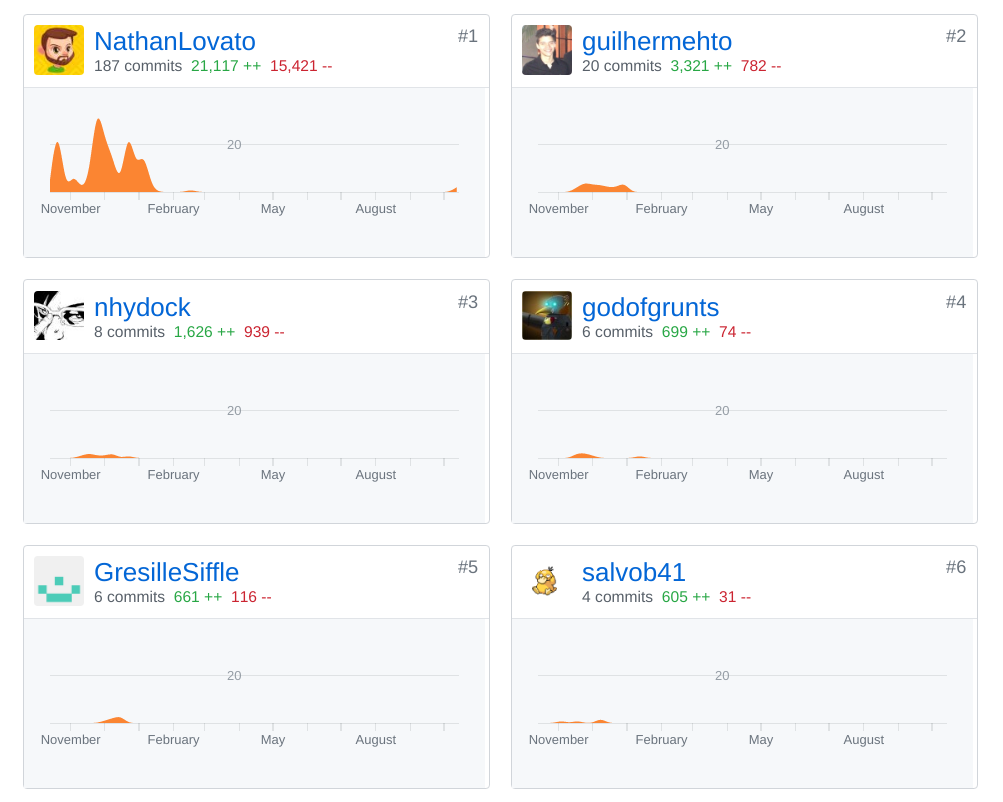 NathanLovato #1
187 commits 21,117 ++ 15,421 --
20
November February May August
guilhermehto #2
20 commits 3,321 ++ 782 --
20
November February May August
nhydock #3
8 commits 1,626 ++ 939 --
20
November February May August
godofgrunts #4
6 commits 699 ++ 74 --
20
November February May August
GresilleSiffle #5
6 commits 661 ++ 116 --
20
November February May August
salvob41 #6
4 commits 605 ++ 31 --
20
November February May August